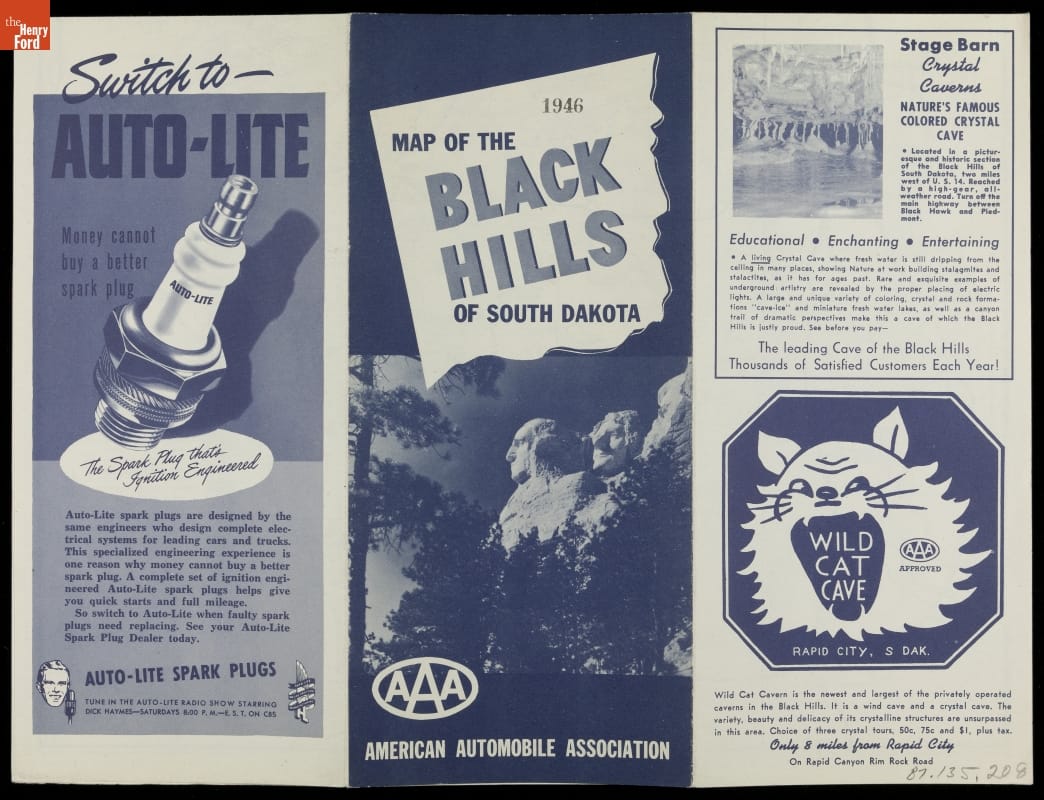 the
Henry
Ford
Switch to—
AUTO-LITE
Money cannot
buy a better
spark plug
AUTO-LITE
The Spark Plug that's
Ignition Engineered
Auto-Lite spark plugs are designed by the
same engineers who design complete elec-
trical systems for leading cars and trucks.
This specialized engineering experience is
one reason why money cannot buy a better
spark plug. A complete set of ignition engi-
neered Auto-Lite spark plugs helps give
you quick starts and full mileage.
So switch to Auto-Lite when faulty spark
plugs need replacing. See your Auto-Lite
Spark Plug Dealer today.
AUTO-LITE SPARK PLUGS
TUNE IN THE AUTO-LITE RADIO SHOW STARRING
DICK HAYMES—SATURDAYS 8:00 P. M.—E. S. T. ON CBS
1946
MAP OF THE
BLACK
HILLS
OF SOUTH DAKOTA
AAA
AMERICAN AUTOMOBILE ASSOCIATION
Stage Barn
Crystal
Caverns
NATURE'S FAMOUS
COLORED CRYSTAL
CAVE
• Located in a pictur-
esque and historic section
of the Black Hills of
South Dakota, two miles
west of U. S. 14. Reached
by a high-gear, all-
weather road. Turn off the
main highway between
Black Hawk and Pied-
mont.
Educational • Enchanting • Entertaining
• A living Crystal Cave where fresh water is still dripping from the
ceiling in many places, showing Nature at work building stalagmites and
stalactites, as it has for ages past. Rare and exquisite examples of
underground artistry are revealed by the proper placing of electric
lights. A large and unique variety of coloring, crystal and rock forma-
tions "cave-ice" and miniature fresh water lakes, as well as a canyon
trail of dramatic perspectives make this a cave of which the Black
Hills is justly proud. See before you pay—
The leading Cave of the Black Hills
Thousands of Satisfied Customers Each Year!
WILD
CAT
CAVE
AAA
APPROVED
RAPID CITY, S DAK.
Wild Cat Cavern is the newest and largest of the privately operated
caverns in the Black Hills. It is a wind cave and a crystal cave. The
variety, beauty and delicacy of its crystalline structures are unsurpassed
in this area. Choice of three crystal tours, 50c, 75c and $1, plus tax.
Only 8 miles from Rapid City
On Rapid Canyon Rim Rock Road
87.135.208